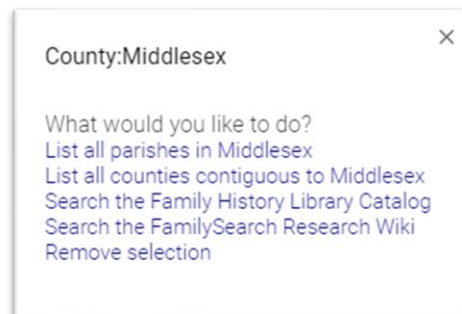 County:Middlesex
What would you like to do?
List all parishes in Middlesex
List all counties contiguous to Middlesex
Search the Family History Library Catalog
Search the FamilySearch Research Wiki
Remove selection